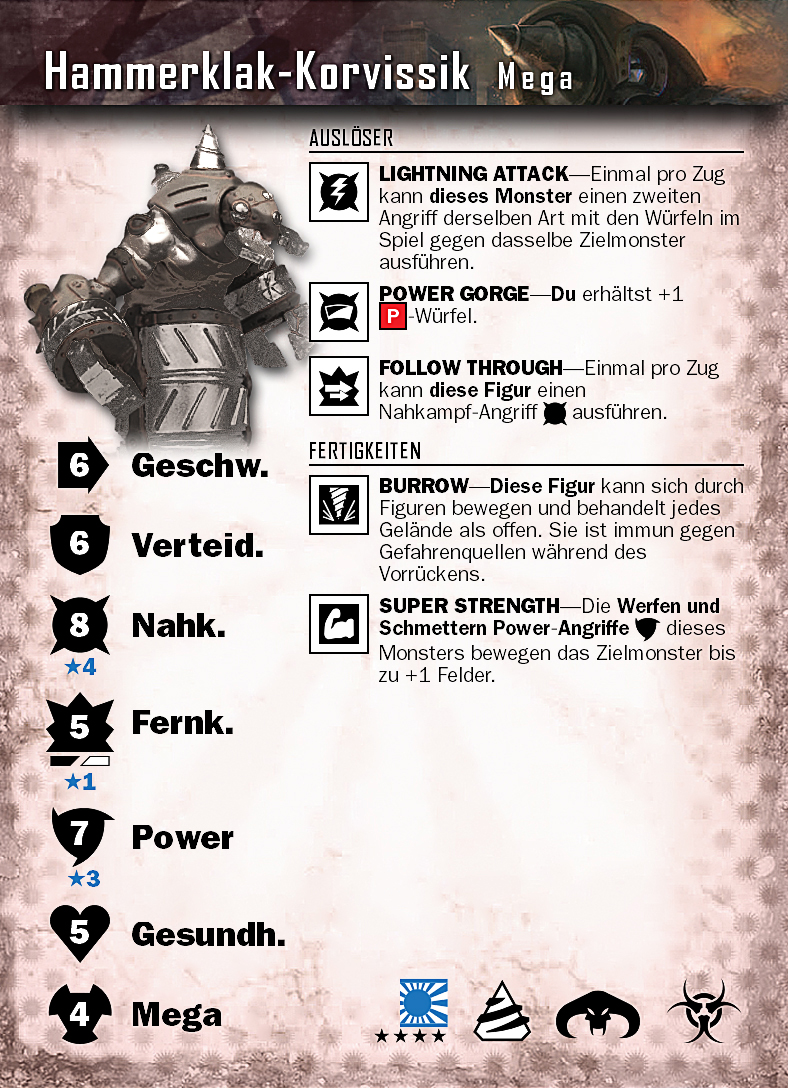 Hammerklak-Korvissik Mega
AUSLÖSER
LIGHTNING ATTACK—Einmal pro Zug
kann dieses Monster einen zweiten
Angriff derselben Art mit den Würfeln im
Spiel gegen dasselbe Zielmonster
ausführen.
POWER GORGE—Du erhältst +1
P-Würfel.
FOLLOW THROUGH—Einmal pro Zug
kann diese Figur einen
Nahkampf-Angriff ausführen.
FERTIGKEITEN
BURROW—Diese Figur kann sich durch
Figuren bewegen und behandelt jedes
Gelände als offen. Sie ist immun gegen
Gefahrenquellen während des
Vorrückens.
SUPER STRENGTH—Die Werfen und
Schmettern Power-Angriffe dieses
Monsters bewegen das Zielmonster bis
zu +1 Felder.
6 Geschw.
6 Verteid.
8 Nahk.
★4
5 Fernk.
★1
7 Power
★3
5 Gesundh.
4 Mega
★★★★